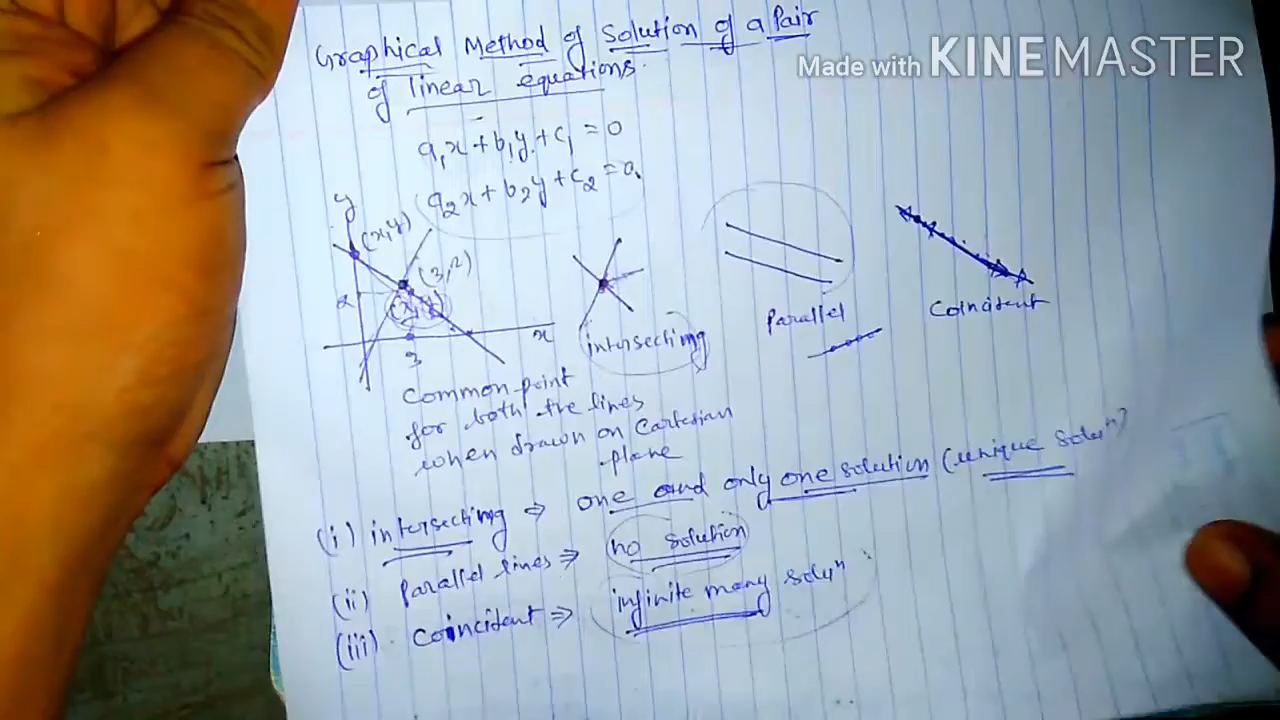 Graphical Method of Solution of a Pair
of linear equations.
Made with KINEMASTER
a₁x + b₁y + c₁ = 0
a₂x + b₂y + c₂ = 0.
y
(x,y)
(3,2)
2
3
x
intersecting
Parallel
Coincident
Common point
for both the lines
when drawn on Cartesian
plane
(i) intersecting ⇒ one and only one solution (unique soluⁿ)
(ii) Parallel lines ⇒ no solution
(iii) Coincident ⇒ infinite many soluⁿ